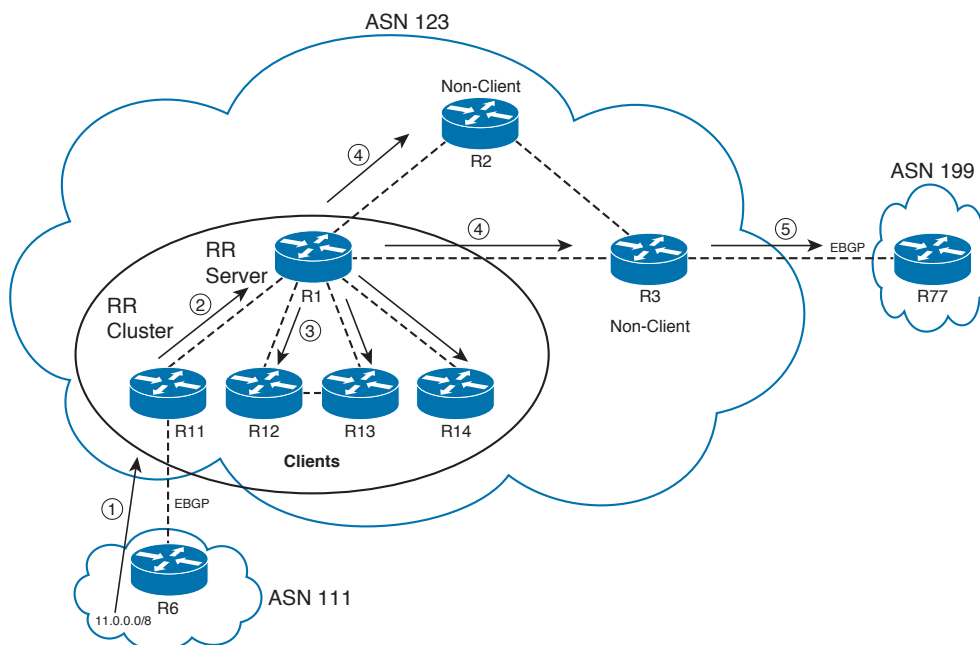 ASN 123
Non-Client
R2
④
ASN 199
RR
Server
R1
④
⑤
EBGP
R3
R77
Non-Client
RR
Cluster
②
③
R11
R12
R13
R14
Clients
①
EBGP
R6
ASN 111
11.0.0.0/8